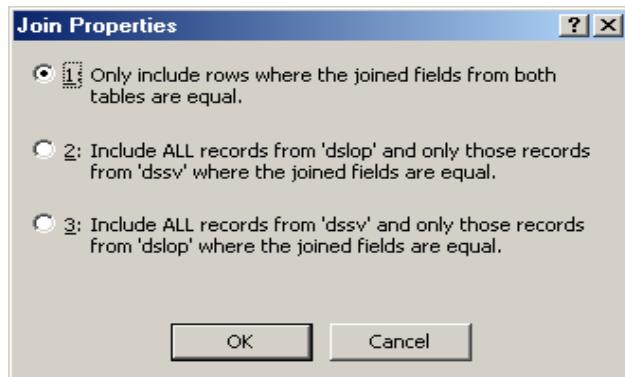 Join Properties
1: Only include rows where the joined fields from both
tables are equal.
2: Include ALL records from 'dslop' and only those records
from 'dssv' where the joined fields are equal.
3: Include ALL records from 'dssv' and only those records
from 'dslop' where the joined fields are equal.
OK Cancel